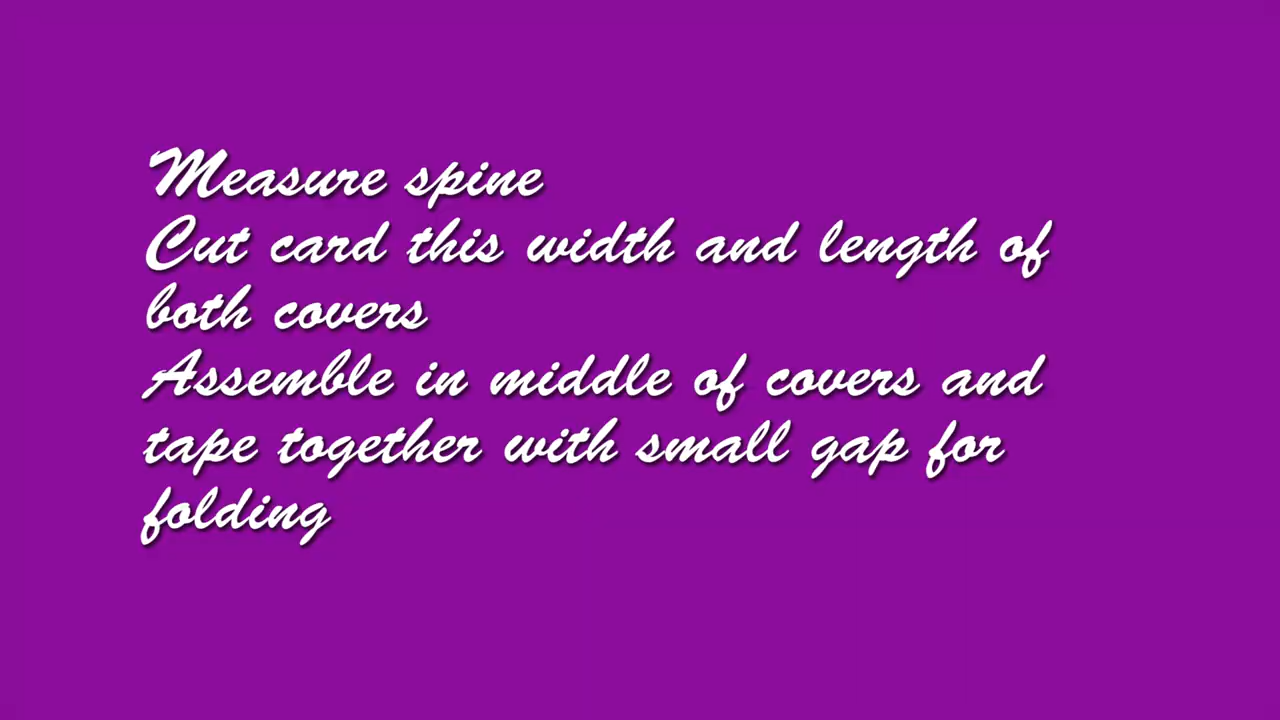 Measure spine
Cut card this width and length of
both covers
Assemble in middle of covers and
tape together with small gap for
folding